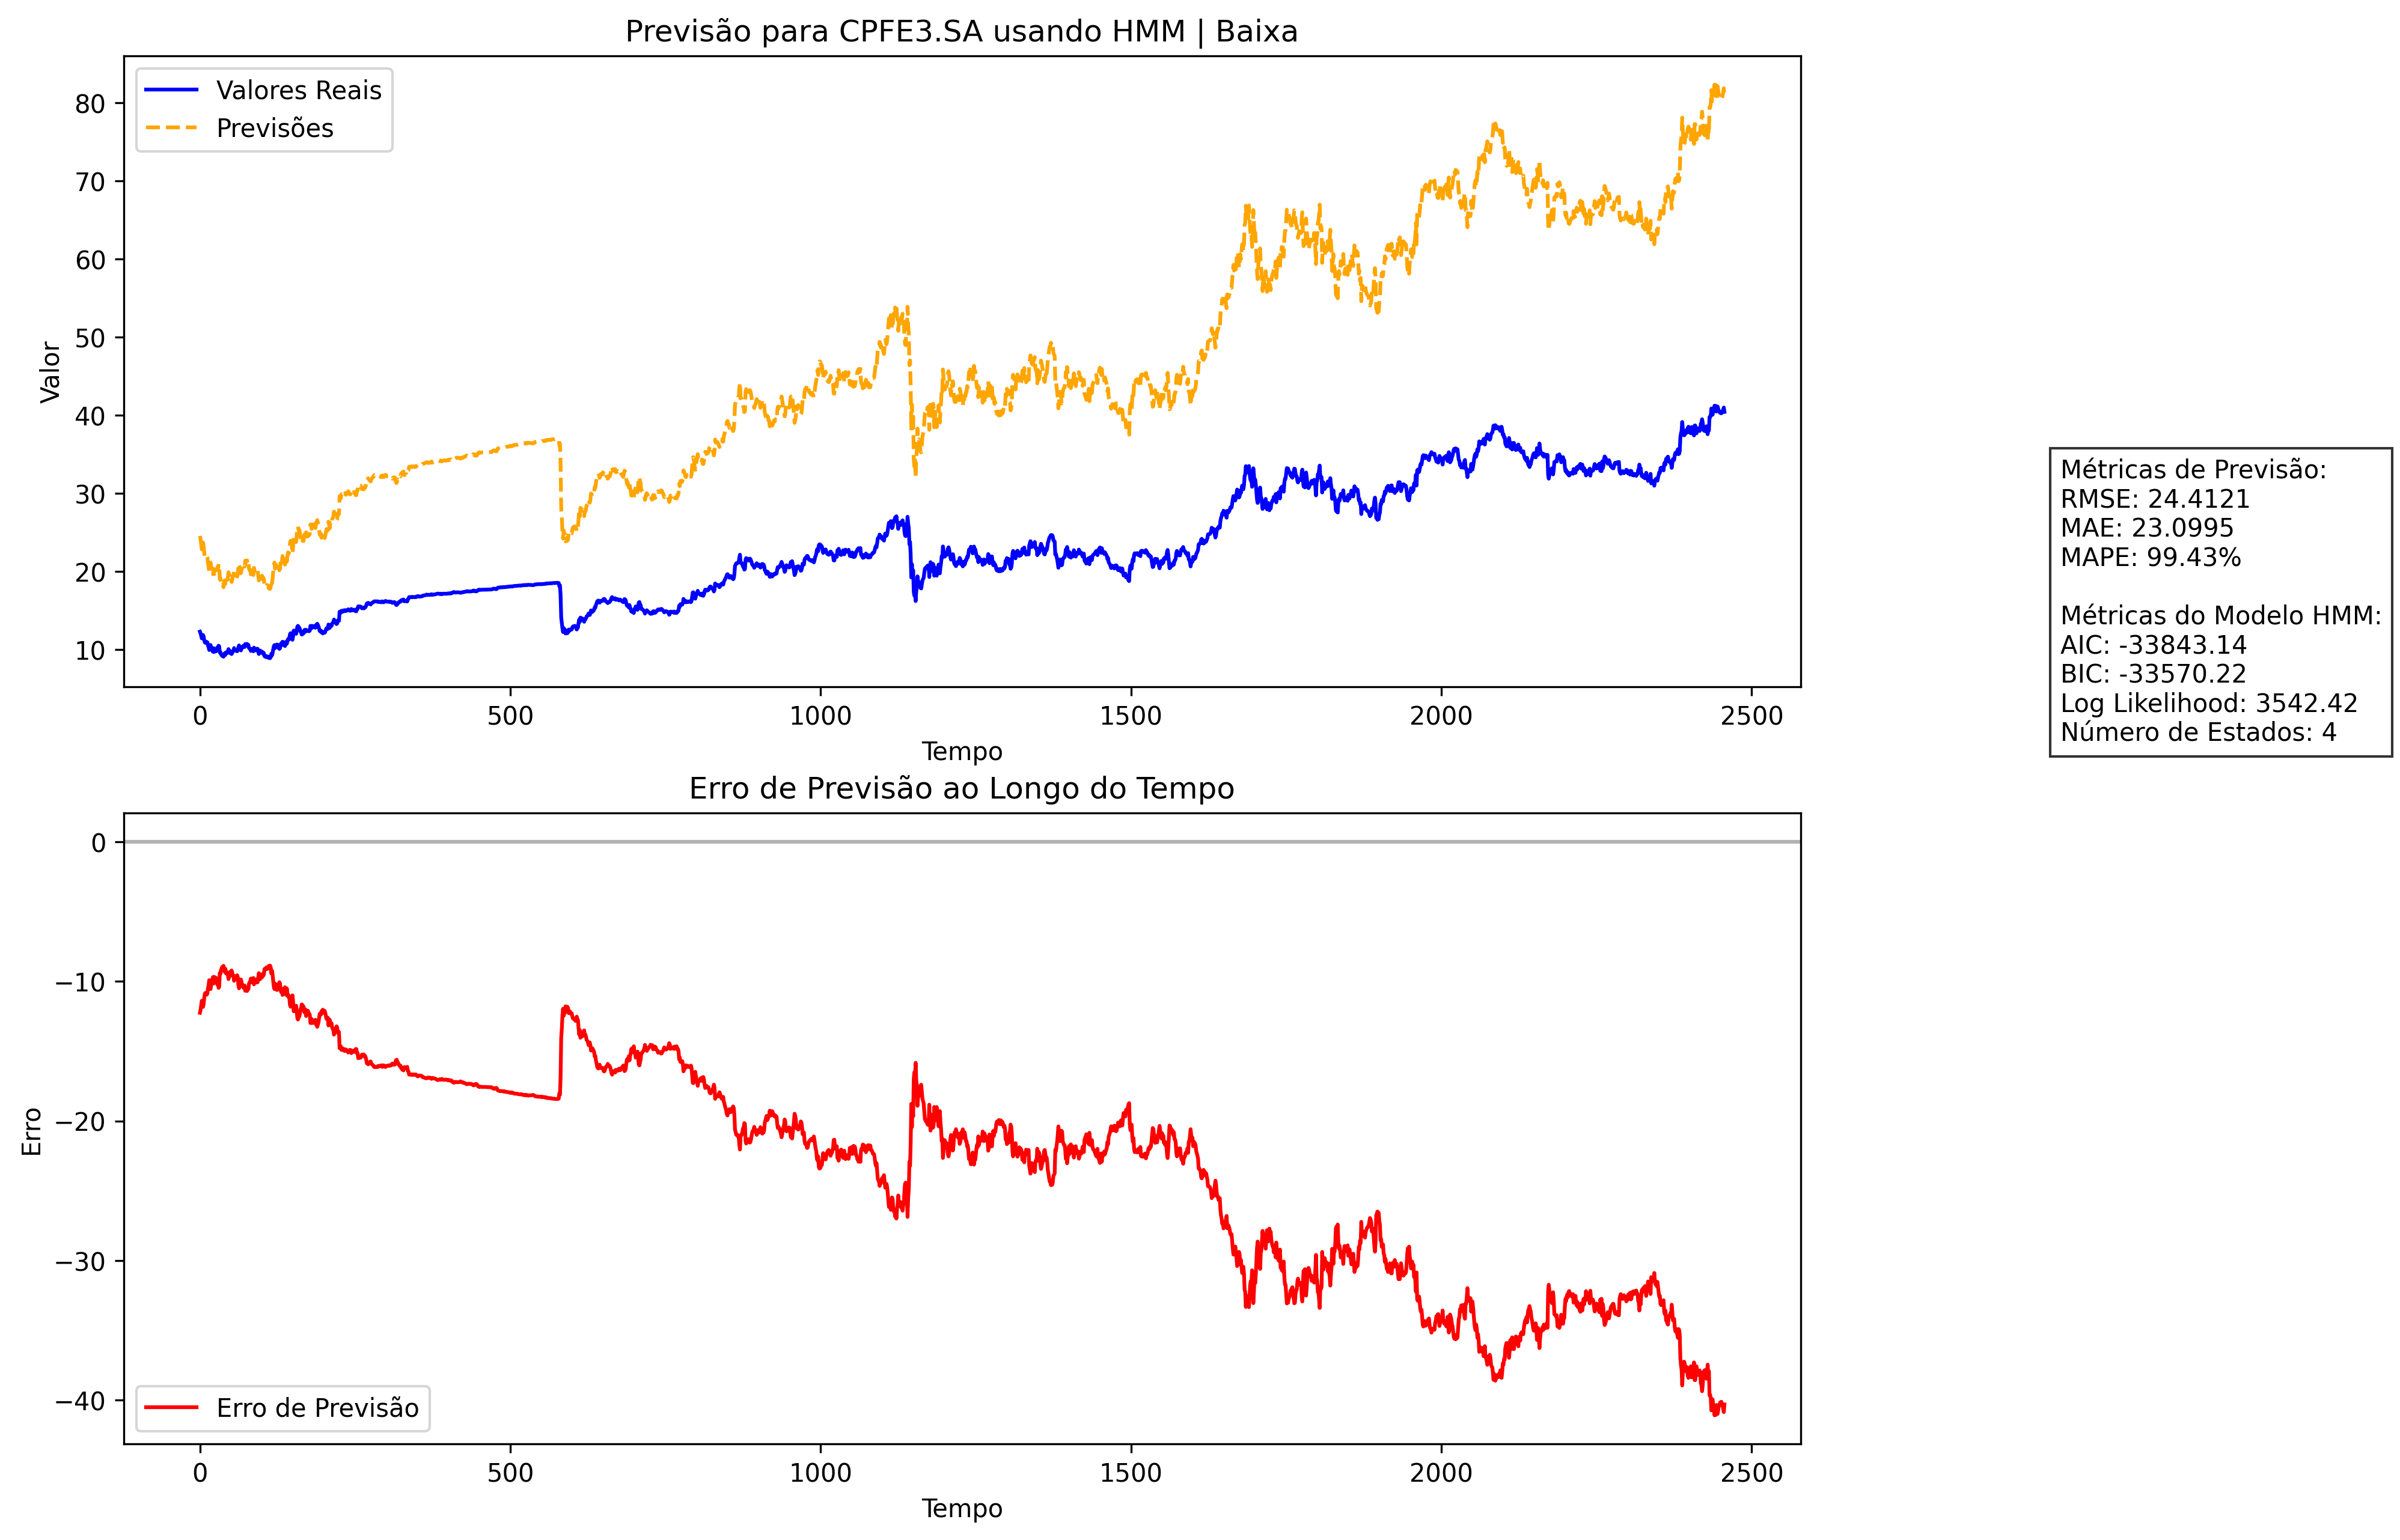 Previsão para CPFE3.SA usando HMM | Baixa
Valores Reais
Previsões
80
70
60
50
40
30
20
10
Valor
0 500 1000 1500 2000 2500
Tempo
Métricas de Previsão:
RMSE: 24.4121
MAE: 23.0995
MAPE: 99.43%
Métricas do Modelo HMM:
AIC: -33843.14
BIC: -33570.22
Log Likelihood: 3542.42
Número de Estados: 4
Erro de Previsão ao Longo do Tempo
0
−10
−20
−30
−40
Erro
Erro de Previsão
0 500 1000 1500 2000 2500
Tempo